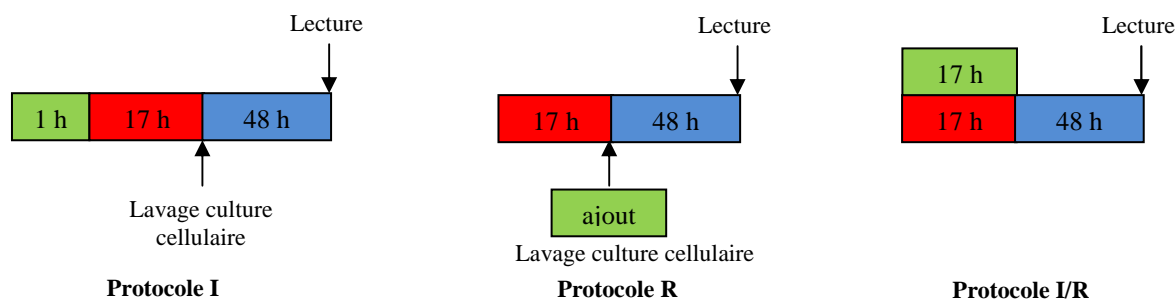 Lecture
1 h
17 h
48 h
Lavage culture
cellulaire
Protocole I
Lecture
17 h
48 h
ajout
Lavage culture cellulaire
Protocole R
Lecture
17 h
17 h
48 h
Protocole I/R